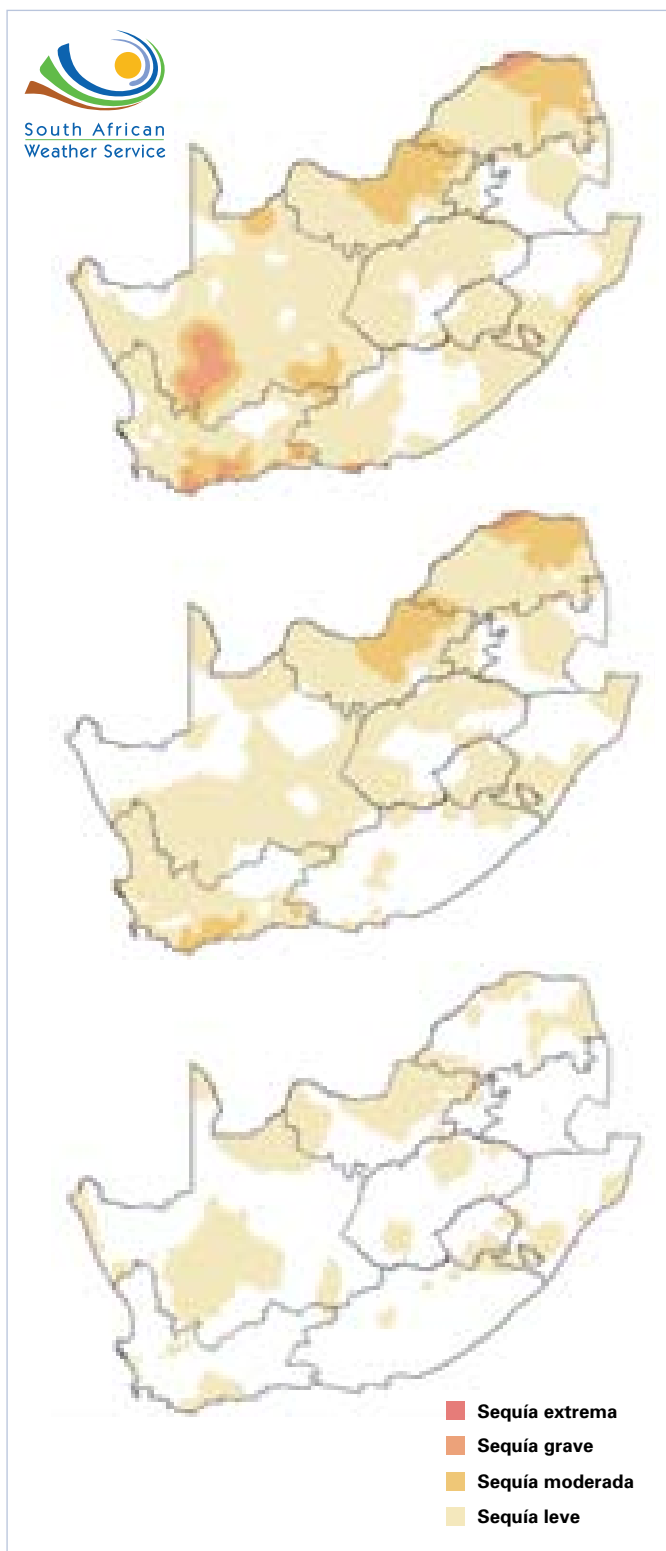 South African
Weather Service
Sequía extrema
Sequía grave
Sequía moderada
Sequía leve